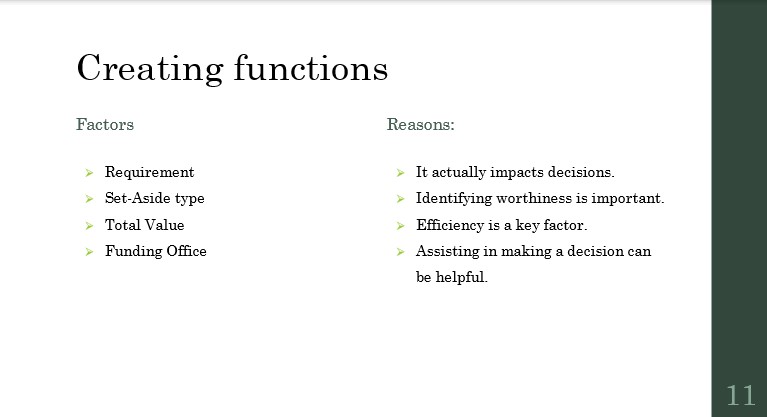 Creating functions
Factors
Requirement
Set-Aside type
Total Value
Funding Office
Reasons:
It actually impacts decisions.
Identifying worthiness is important.
Efficiency is a key factor.
Assisting in making a decision can
be helpful.
11